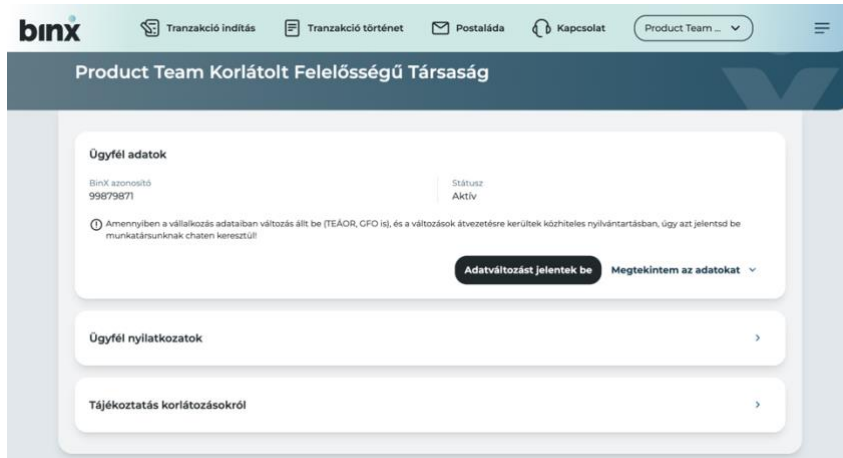 binx
Tranzakció indítás
Tranzakció történet
Postaláda
Kapcsolat
Product Team ...
Product Team Korlátolt Felelősségű Társaság
Ügyfél adatok
BinX azonosító
99879871
Státusz
Aktív
Amennyiben a vállalkozás adataiban változás állt be (TEÁOR, GFO is), és a változások átvezetésre kerültek közhiteles nyilvántartásban, úgy azt jelentsd be
munkatársunknak chaten keresztül!
Adatváltozást jelentek be
Megtekintem az adatokat
Ügyfél nyilatkozatok
Tájékoztatás korlátozásokról